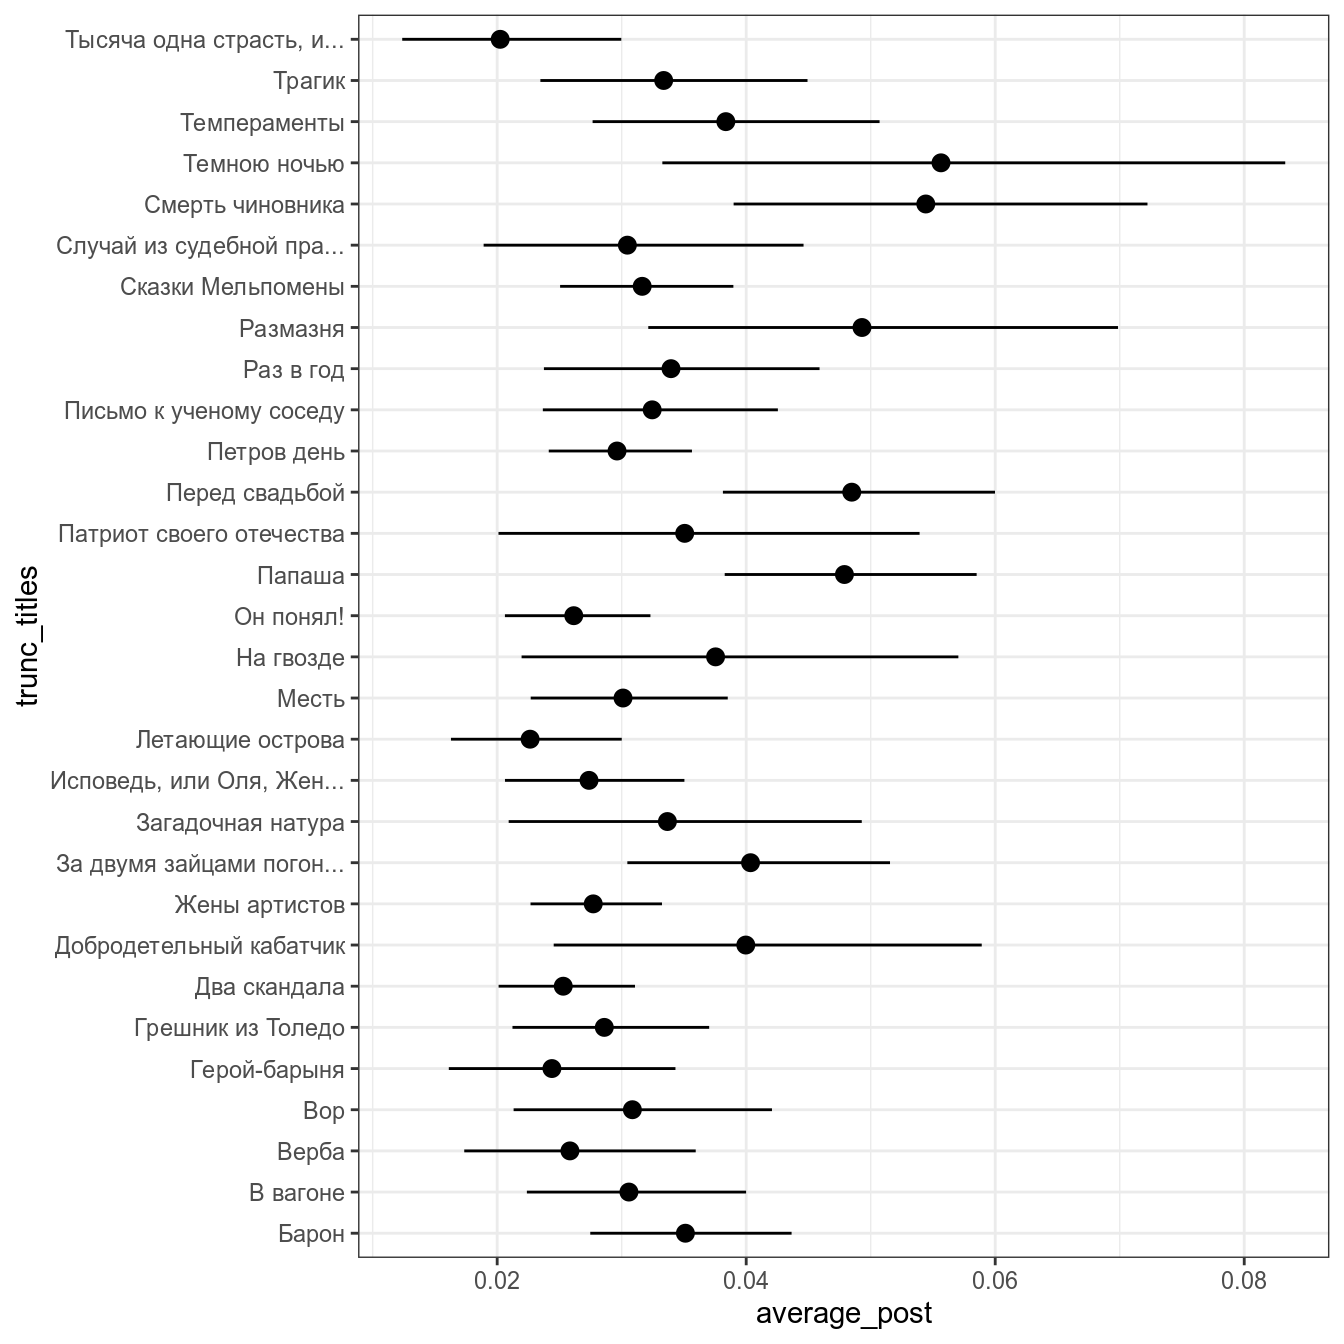 Тысяча одна страсть, и...
Трагик
Темпераменты
Темною ночью
Смерть чиновника
Случай из судебной пра...
Сказки Мельпомены
Размазня
Раз в год
Письмо к ученому соседу
Петров день
Перед свадьбой
Патриот своего отечества
Папаша
Он понял!
На гвозде
Месть
Летающие острова
Исповедь, или Оля, Жен...
Загадочная натура
За двумя зайцами погон...
Жены артистов
Добродетельный кабатчик
Два скандала
Грешник из Толедо
Герой-барыня
Вор
Верба
В вагоне
Барон
trunc_titles
0.02 0.04 0.06 0.08
average_post